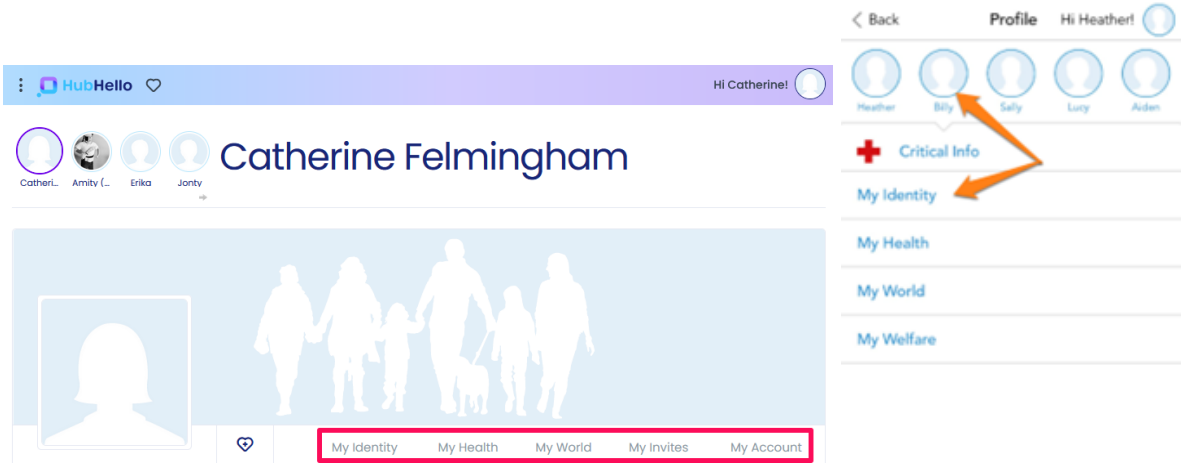 HubHello
Hi Catherine!
Catheri...
Amity (...
Erika
Jonty
Catherine Felmingham
My Identity
My Health
My World
My Invites
My Account
Back
Profile
Hi Heather!
Heather
Billy
Sally
Lucy
Aiden
Critical Info
My Identity
My Health
My World
My Welfare